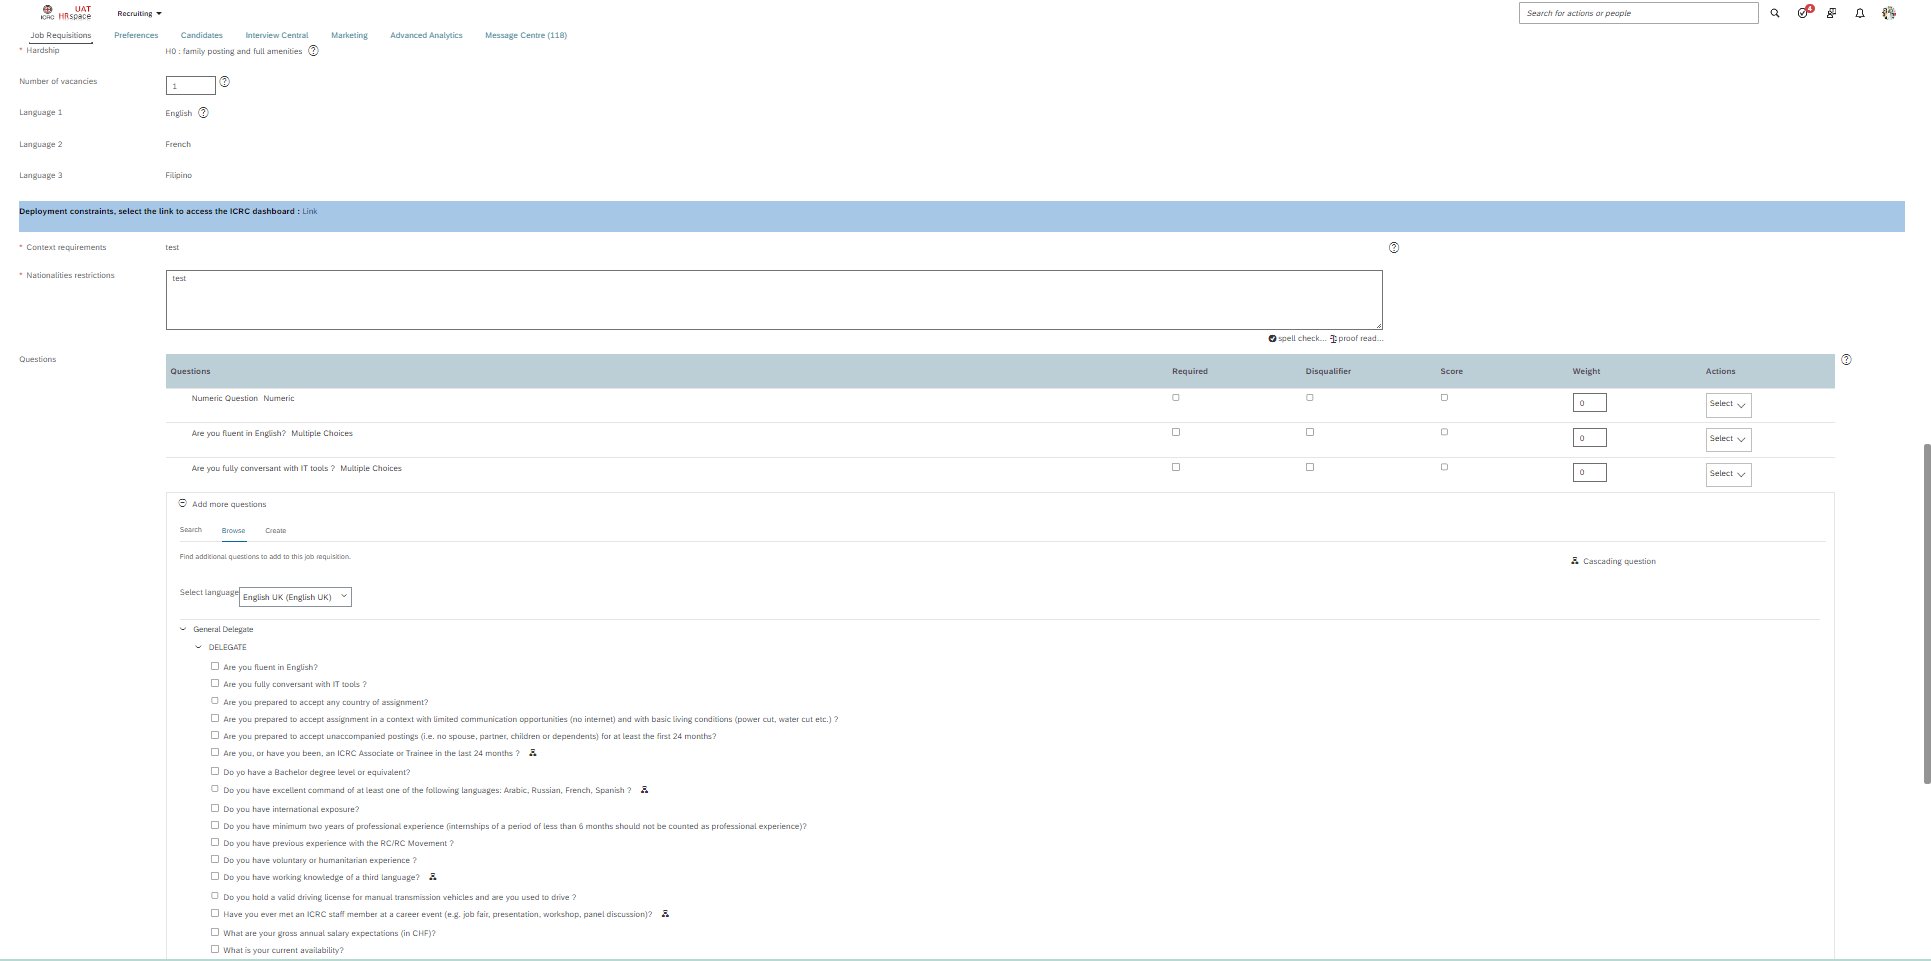 ICRC UAT HRspace Recruiting Search for actions or people 4
Job Requisitions Preferences Candidates Interview Central Marketing Advanced Analytics Message Centre (118)
* Hardship H0 : family posting and full amenities ?
Number of vacancies 1 ?
Language 1 English ?
Language 2 French
Language 3 Filipino
Deployment constraints, select the link to access the ICRC dashboard : Link
* Context requirements test ?
* Nationalities restrictions test
spell check... proof read...
Questions ?
Questions Required Disqualifier Score Weight Actions
Numeric Question Numeric 0 Select
Are you fluent in English? Multiple Choices 0 Select
Are you fully conversant with IT tools ? Multiple Choices 0 Select
Add more questions
Search Browse Create
Find additional questions to add to this job requisition.
Cascading question
Select language English UK (English UK)
General Delegate
DELEGATE
Are you fluent in English?
Are you fully conversant with IT tools ?
Are you prepared to accept any country of assignment?
Are you prepared to accept assignment in a context with limited communication opportunities (no internet) and with basic living conditions (power cut, water cut etc.) ?
Are you prepared to accept unaccompanied postings (i.e. no spouse, partner, children or dependents) for at least the first 24 months?
Are you, or have you been, an ICRC Associate or Trainee in the last 24 months ?
Do yo have a Bachelor degree level or equivalent?
Do you have excellent command of at least one of the following languages: Arabic, Russian, French, Spanish ?
Do you have international exposure?
Do you have minimum two years of professional experience (internships of a period of less than 6 months should not be counted as professional experience)?
Do you have previous experience with the RC/RC Movement ?
Do you have voluntary or humanitarian experience ?
Do you have working knowledge of a third language?
Do you hold a valid driving license for manual transmission vehicles and are you used to drive ?
Have you ever met an ICRC staff member at a career event (e.g. job fair, presentation, workshop, panel discussion)?
What are your gross annual salary expectations (in CHF)?
What is your current availability?